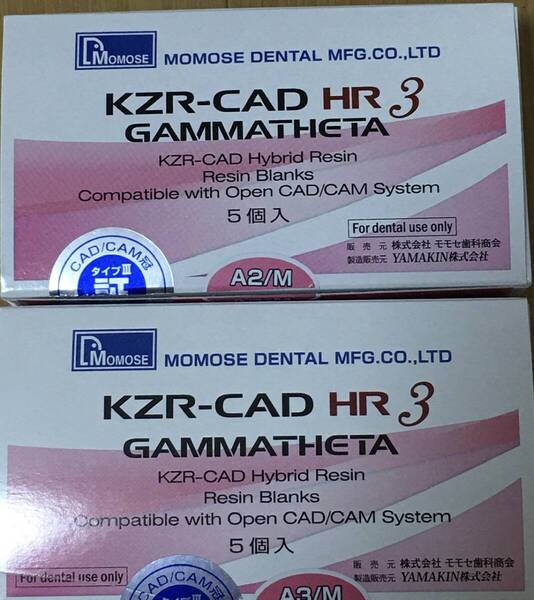 MOMOSE
MOMOSE DENTAL MFG.CO.,LTD
KZR-CAD HR 3
GAMMATHETA
KZR-CAD Hybrid Resin
Resin Blanks
Compatible with Open CAD/CAM System
5個入
For dental use only
販売元 株式会社 モモセ歯科商会
製造販売元 YAMAKIN株式会社
CAD/CAM冠
タイプⅢ
A2/M
MOMOSE
MOMOSE DENTAL MFG.CO.,LTD
KZR-CAD HR 3
GAMMATHETA
KZR-CAD Hybrid Resin
Resin Blanks
Compatible with Open CAD/CAM System
5個入
For dental use only
販売元 株式会社 モモセ歯科商会
製造販売元 YAMAKIN株式会社
CAD/CAM冠
タイプⅢ
A3/M